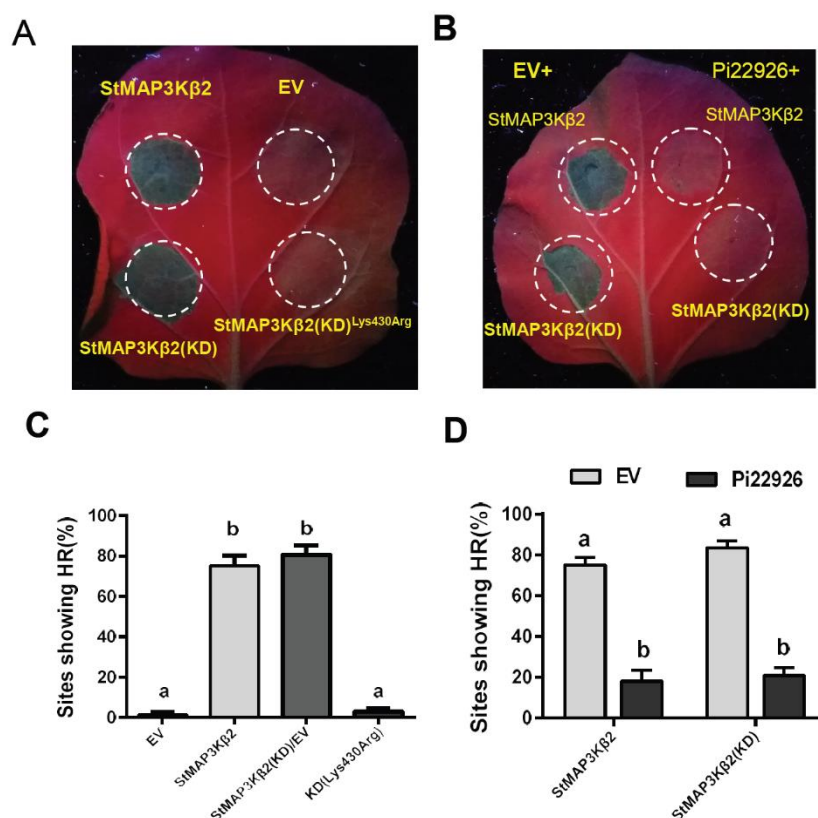 A
StMAP3Kβ2
EV
StMAP3Kβ2(KD)
StMAP3Kβ2(KD)Lys430Arg
B
EV+
Pi22926+
StMAP3Kβ2
StMAP3Kβ2
StMAP3Kβ2(KD)
StMAP3Kβ2(KD)
C
Sites showing HR(%)
100
80
60
40
20
0
a
b
b
a
EV
StMAP3Kβ2
StMAP3Kβ2(KD)/EV
KD(Lys430Arg)
D
EV
Pi22926
Sites showing HR(%)
100
80
60
40
20
0
a
b
a
b
StMAP3Kβ2
StMAP3Kβ2(KD)